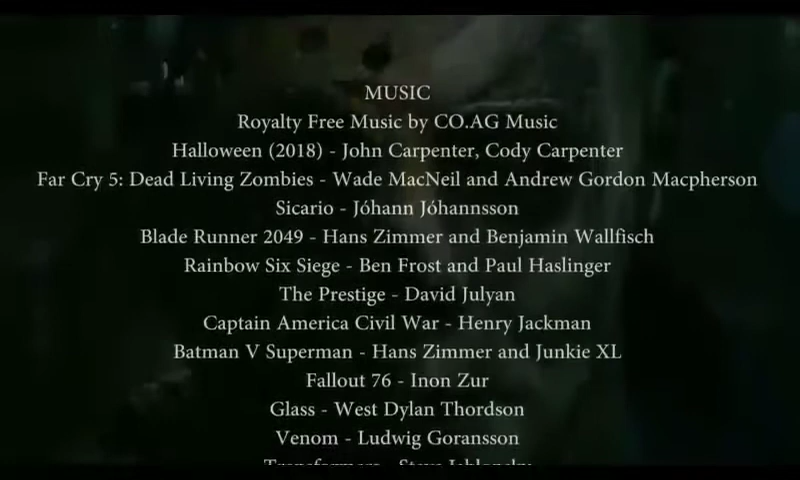 MUSIC
Royalty Free Music by CO.AG Music
Halloween (2018) - John Carpenter, Cody Carpenter
Far Cry 5: Dead Living Zombies - Wade MacNeil and Andrew Gordon Macpherson
Sicario - Jóhann Jóhannsson
Blade Runner 2049 - Hans Zimmer and Benjamin Wallfisch
Rainbow Six Siege - Ben Frost and Paul Haslinger
The Prestige - David Julyan
Captain America Civil War - Henry Jackman
Batman V Superman - Hans Zimmer and Junkie XL
Fallout 76 - Inon Zur
Glass - West Dylan Thordson
Venom - Ludwig Goransson
Transformers - Steve Jablonsky